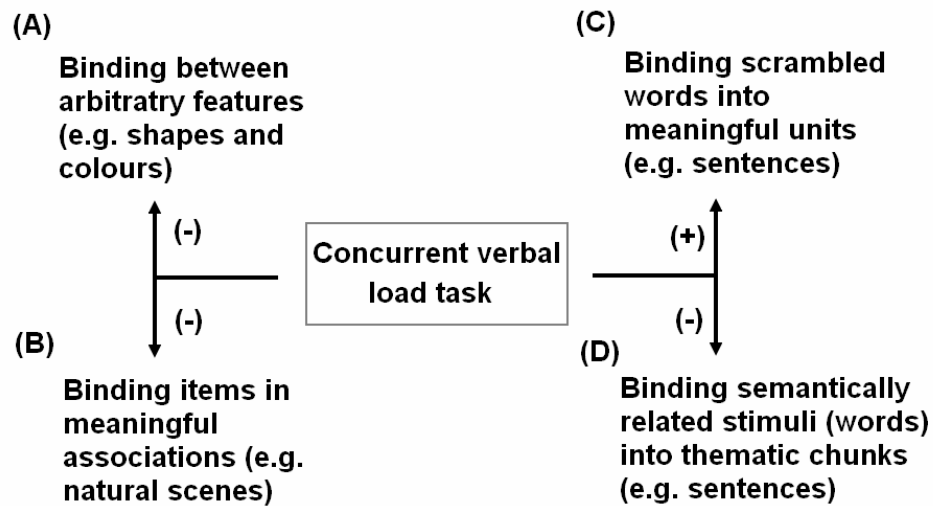 (A)
Binding between
arbitratry features
(e.g. shapes and
colours)
(-)
(-)
(B)
Binding items in
meaningful
associations (e.g.
natural scenes)
Concurrent verbal
load task
(C)
Binding scrambled
words into
meaningful units
(e.g. sentences)
(+)
(-)
(D)
Binding semantically
related stimuli (words)
into thematic chunks
(e.g. sentences)